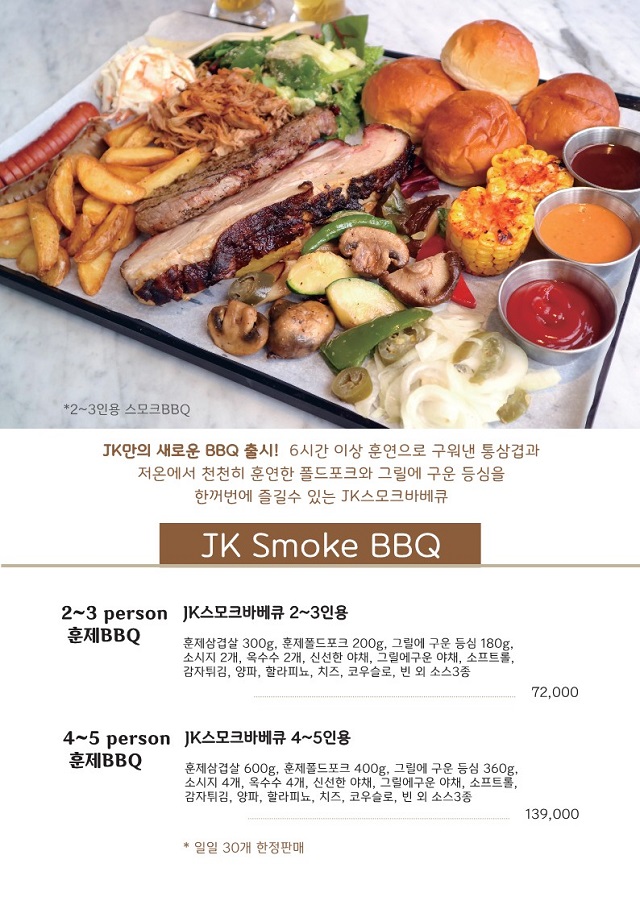 *2~3인용 스모크BBQ
JK만의 새로운 BBQ 출시! 6시간 이상 훈연으로 구워낸 통삼겹과
저온에서 천천히 훈연한 폴드포크와 그릴에 구운 등심을
한꺼번에 즐길수 있는 JK스모크바베큐
JK Smoke BBQ
2~3 person JK스모크바베큐 2~3인용
훈제BBQ
훈제삼겹살 300g, 훈제폴드포크 200g, 그릴에 구운 등심 180g,
소시지 2개, 옥수수 2개, 신선한 야채, 그릴에구운 야채, 소프트롤,
감자튀김, 양파, 할라피뇨, 치즈, 코우슬로, 빈 외 소스3종
72,000
4~5 person JK스모크바베큐 4~5인용
훈제BBQ
훈제삼겹살 600g, 훈제폴드포크 400g, 그릴에 구운 등심 360g,
소시지 4개, 옥수수 4개, 신선한 야채, 그릴에구운 야채, 소프트롤,
감자튀김, 양파, 할라피뇨, 치즈, 코우슬로, 빈 외 소스3종
139,000
* 일일 30개 한정판매